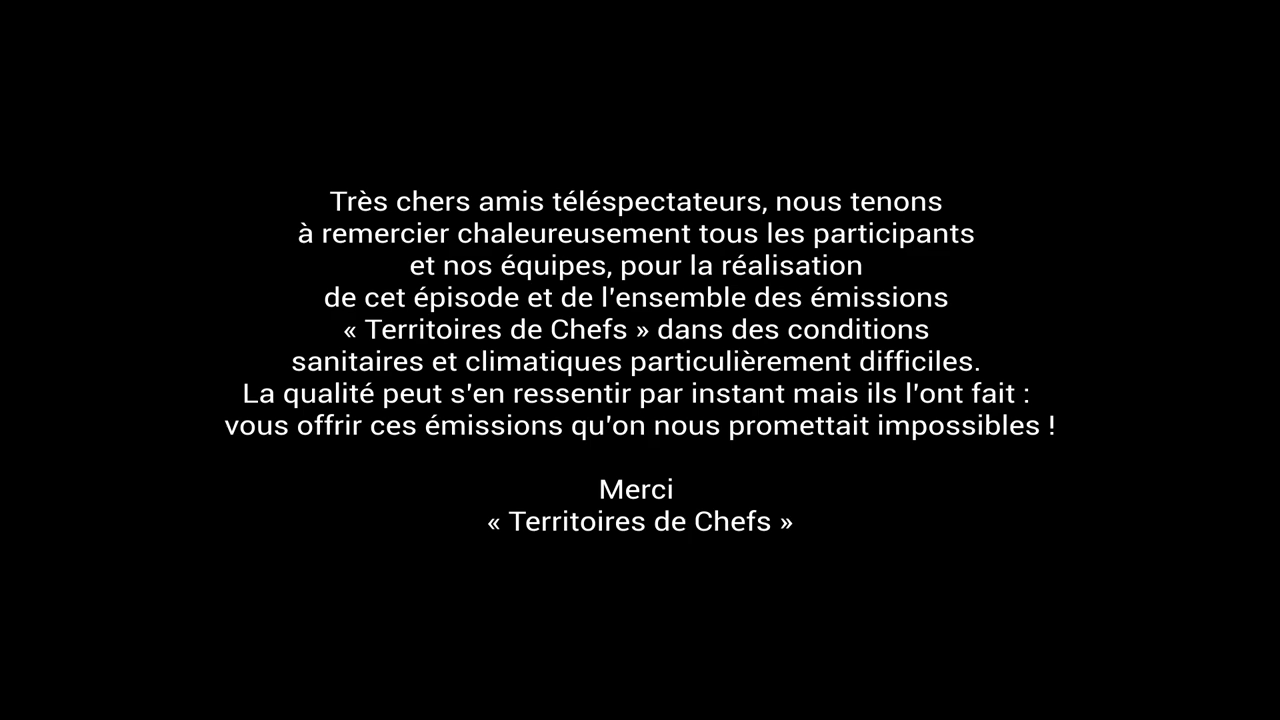 Très chers amis téléspectateurs, nous tenons
à remercier chaleureusement tous les participants
et nos équipes, pour la réalisation
de cet épisode et de l'ensemble des émissions
« Territoires de Chefs » dans des conditions
sanitaires et climatiques particulièrement difficiles.
La qualité peut s'en ressentir par instant mais ils l'ont fait :
vous offrir ces émissions qu'on nous promettait impossibles !
Merci
« Territoires de Chefs »